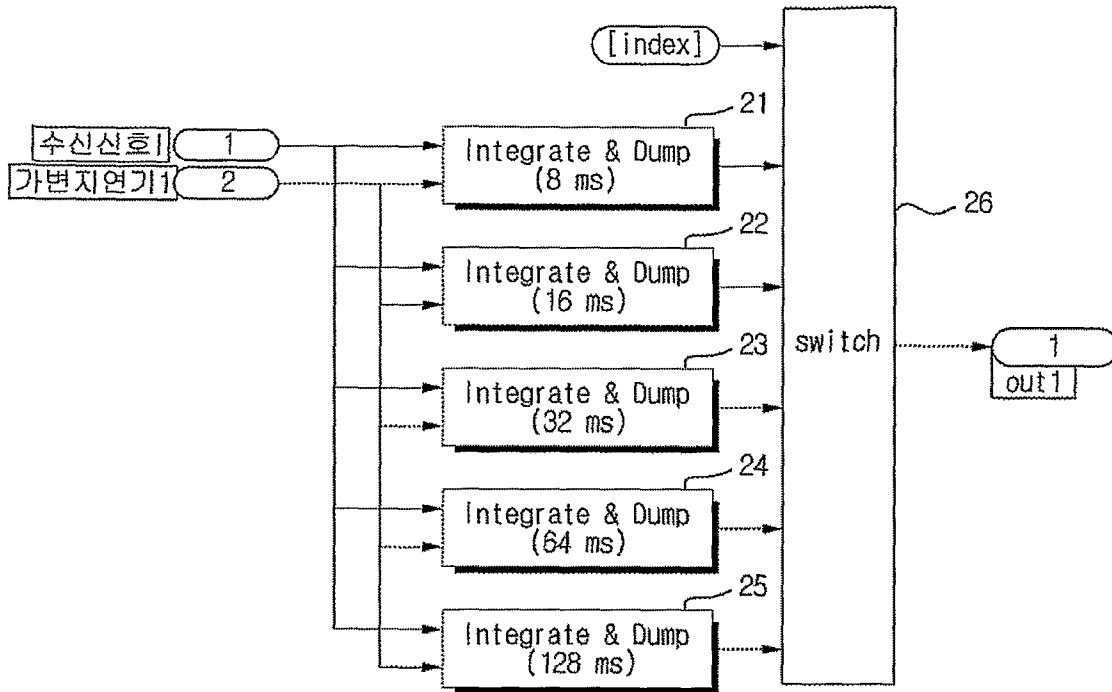 [index]
21
수신신호I
1
Integrate & Dump
(8 ms)
가변지연기1
2
26
22
Integrate & Dump
(16 ms)
23
switch
1
Integrate & Dump
(32 ms)
out1
24
Integrate & Dump
(64 ms)
25
Integrate & Dump
(128 ms)